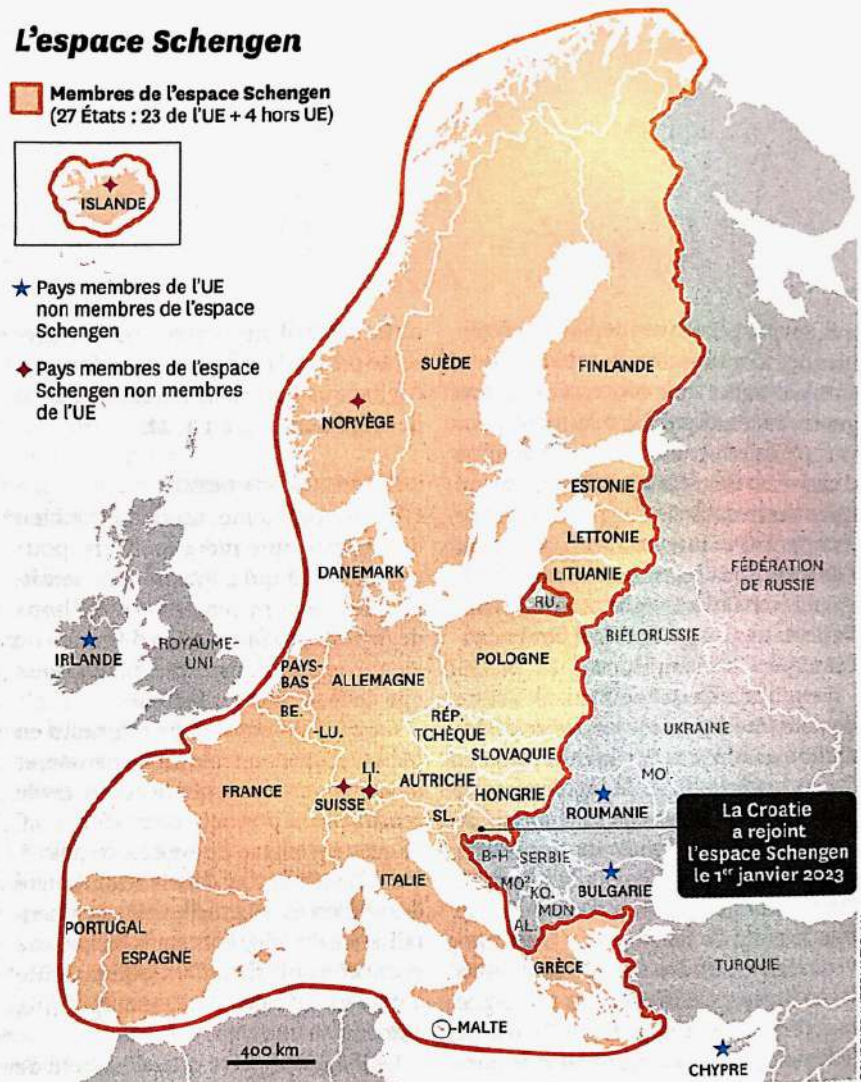 L'espace Schengen
Membres de l'espace Schengen
(27 États : 23 de l'UE + 4 hors UE)
ISLANDE
Pays membres de l'UE
non membres de l'espace
Schengen
Pays membres de l'espace
Schengen non membres
de l'UE
SUÈDE
FINLANDE
NORVÈGE
ESTONIE
LETTONIE
LITUANIE
DANEMARK
RU.
FÉDÉRATION
DE RUSSIE
BIÉLORUSSIE
IRLANDE
ROYAUME-
UNI
PAYS-
BAS
ALLEMAGNE
POLOGNE
BE.
-LU.
RÉP.
TCHÈQUE
SLOVAQUIE
UKRAINE
MO¹.
LI.
FRANCE
SUISSE
AUTRICHE
HONGRIE
ROUMANIE
SL.
La Croatie
a rejoint
l'espace Schengen
le 1er janvier 2023
B-H
SERBIE
ITALIE
MO².
KO.
BULGARIE
MDN
AL.
PORTUGAL
ESPAGNE
GRÈCE
TURQUIE
-MALTE
400 km
CHYPRE